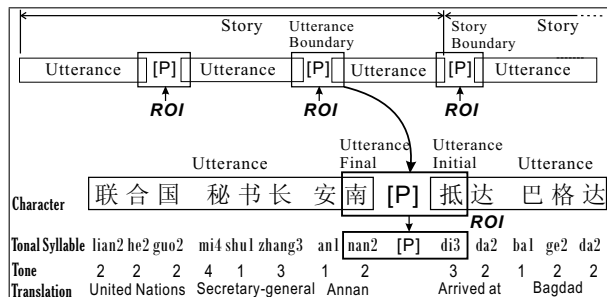 Story Story
Utterance Boundary Story Boundary
Utterance [P] Utterance [P] Utterance [P] Utterance
ROI ROI ROI
Utterance Utterance Final Utterance Initial Utterance
Character 联合国 秘书长 安南 [P] 抵达 巴格达
ROI
Tonal Syllable lian2 he2 guo2 mi4 shu1 zhang3 an1 nan2 [P] di3 da2 ba1 ge2 da2
Tone 2 2 2 4 1 3 1 2 3 2 1 2 2
Translation United Nations Secretary-general Annan Arrived at Bagdad